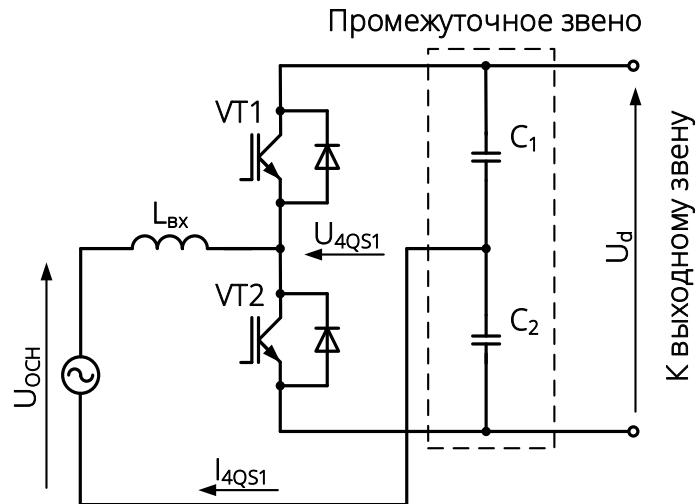 Промежуточное звено
VT1
C₁
Lвх
U₄QS1
Ud
К выходному звену
VT2
C₂
UОСН
I₄QS1